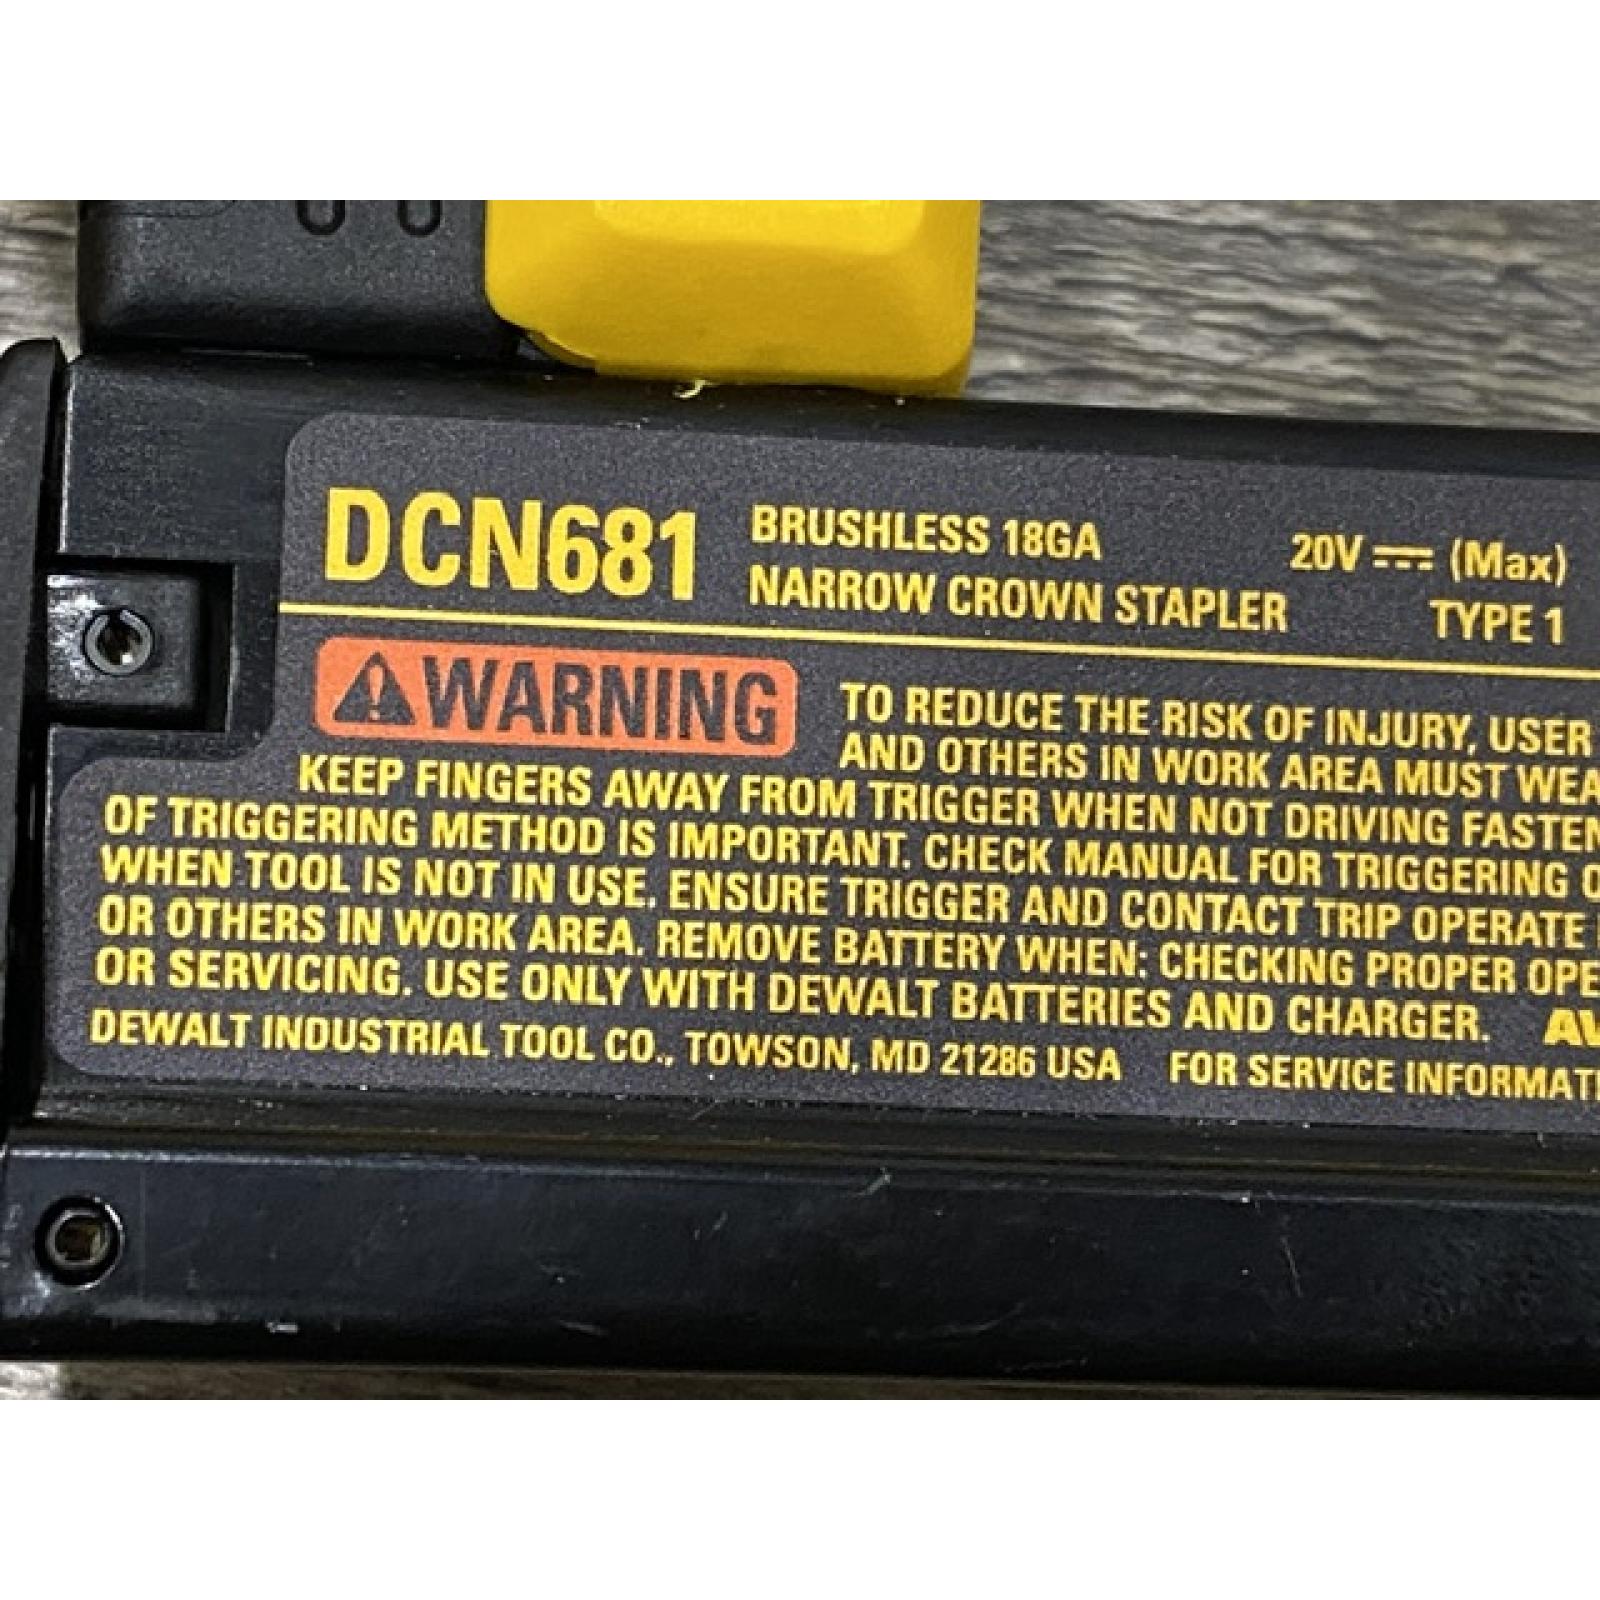 DCN681 BRUSHLESS 18GA 20V (Max)
NARROW CROWN STAPLER TYPE 1
WARNING TO REDUCE THE RISK OF INJURY, USER
AND OTHERS IN WORK AREA MUST
KEEP FINGERS AWAY FROM TRIGGER WHEN NOT DRIVING
OF TRIGGERING METHOD IS IMPORTANT. CHECK MANUAL FOR TRIGGERING
WHEN TOOL IS NOT IN USE. ENSURE TRIGGER AND CONTACT TRIP OPERATE
OR OTHERS IN WORK AREA. REMOVE BATTERY WHEN: CHECKING PROPER
OR SERVICING. USE ONLY WITH DEWALT BATTERIES AND CHARGER.
DEWALT INDUSTRIAL TOOL CO., TOWSON, MD 21286 USA FOR SERVICE